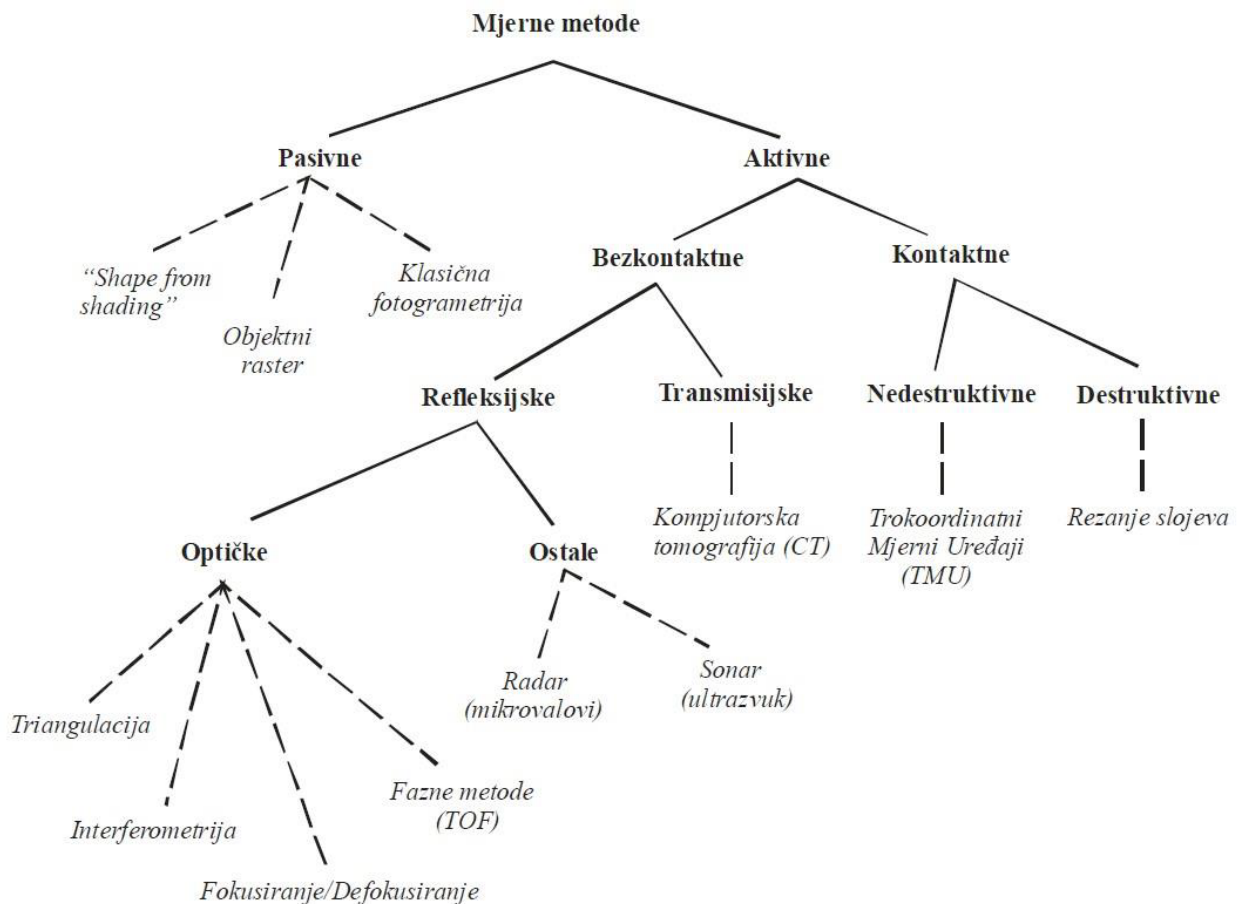 Mjerne metode
Pasivne
Aktivne
“Shape from
shading”
Objektni
raster
Klasična
fotogrametrija
Bezkontaktne
Kontaktne
Refleksijske
Transmisijske
Nedestruktivne
Destruktivne
Kompjutorska
tomografija (CT)
Trokoordinatni
Mjerni Uređaji
(TMU)
Rezanje slojeva
Optičke
Ostale
Triangulacija
Interferometrija
Fokusiranje/Defokusiranje
Fazne metode
(TOF)
Radar
(mikrovalovi)
Sonar
(ultrazvuk)